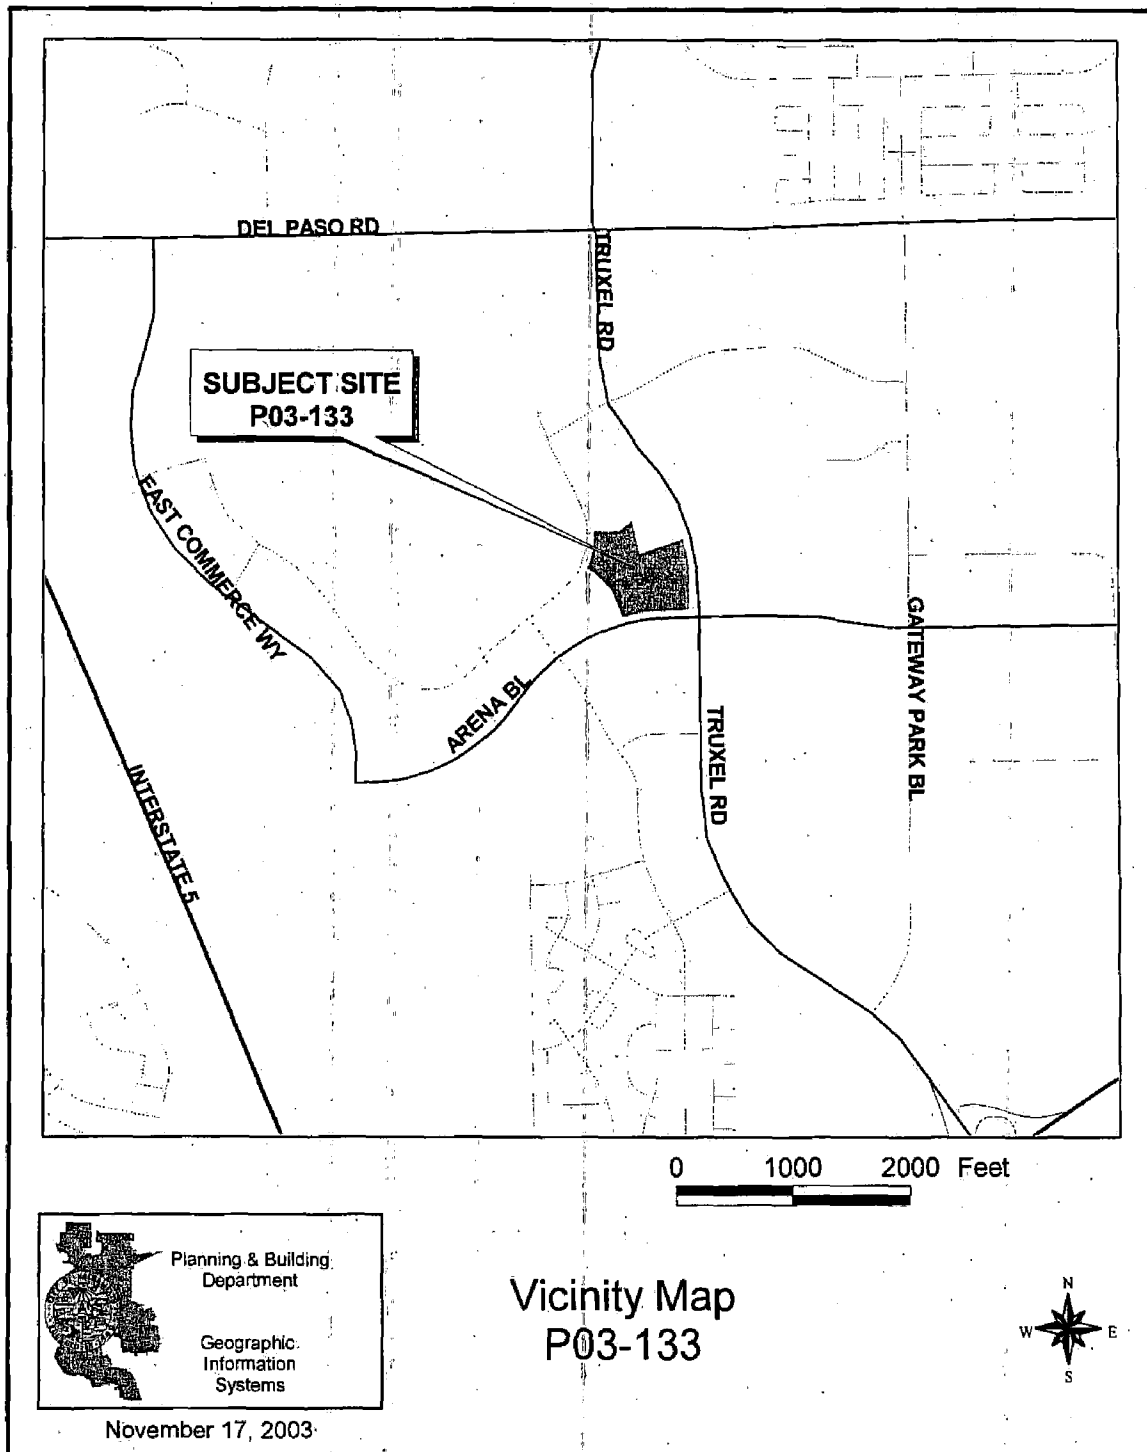 DEL PASO RD
TRUXEL RD
SUBJECT SITE
P03-133
EAST COMMERCE WY
GATEWAY PARK BL
ARENA BL
TRUXEL RD
INTERSTATE 5
0 1000 2000 Feet
Planning & Building
Department
Geographic
Information
Systems
November 17, 2003
Vicinity Map
P03-133
N
W E
S